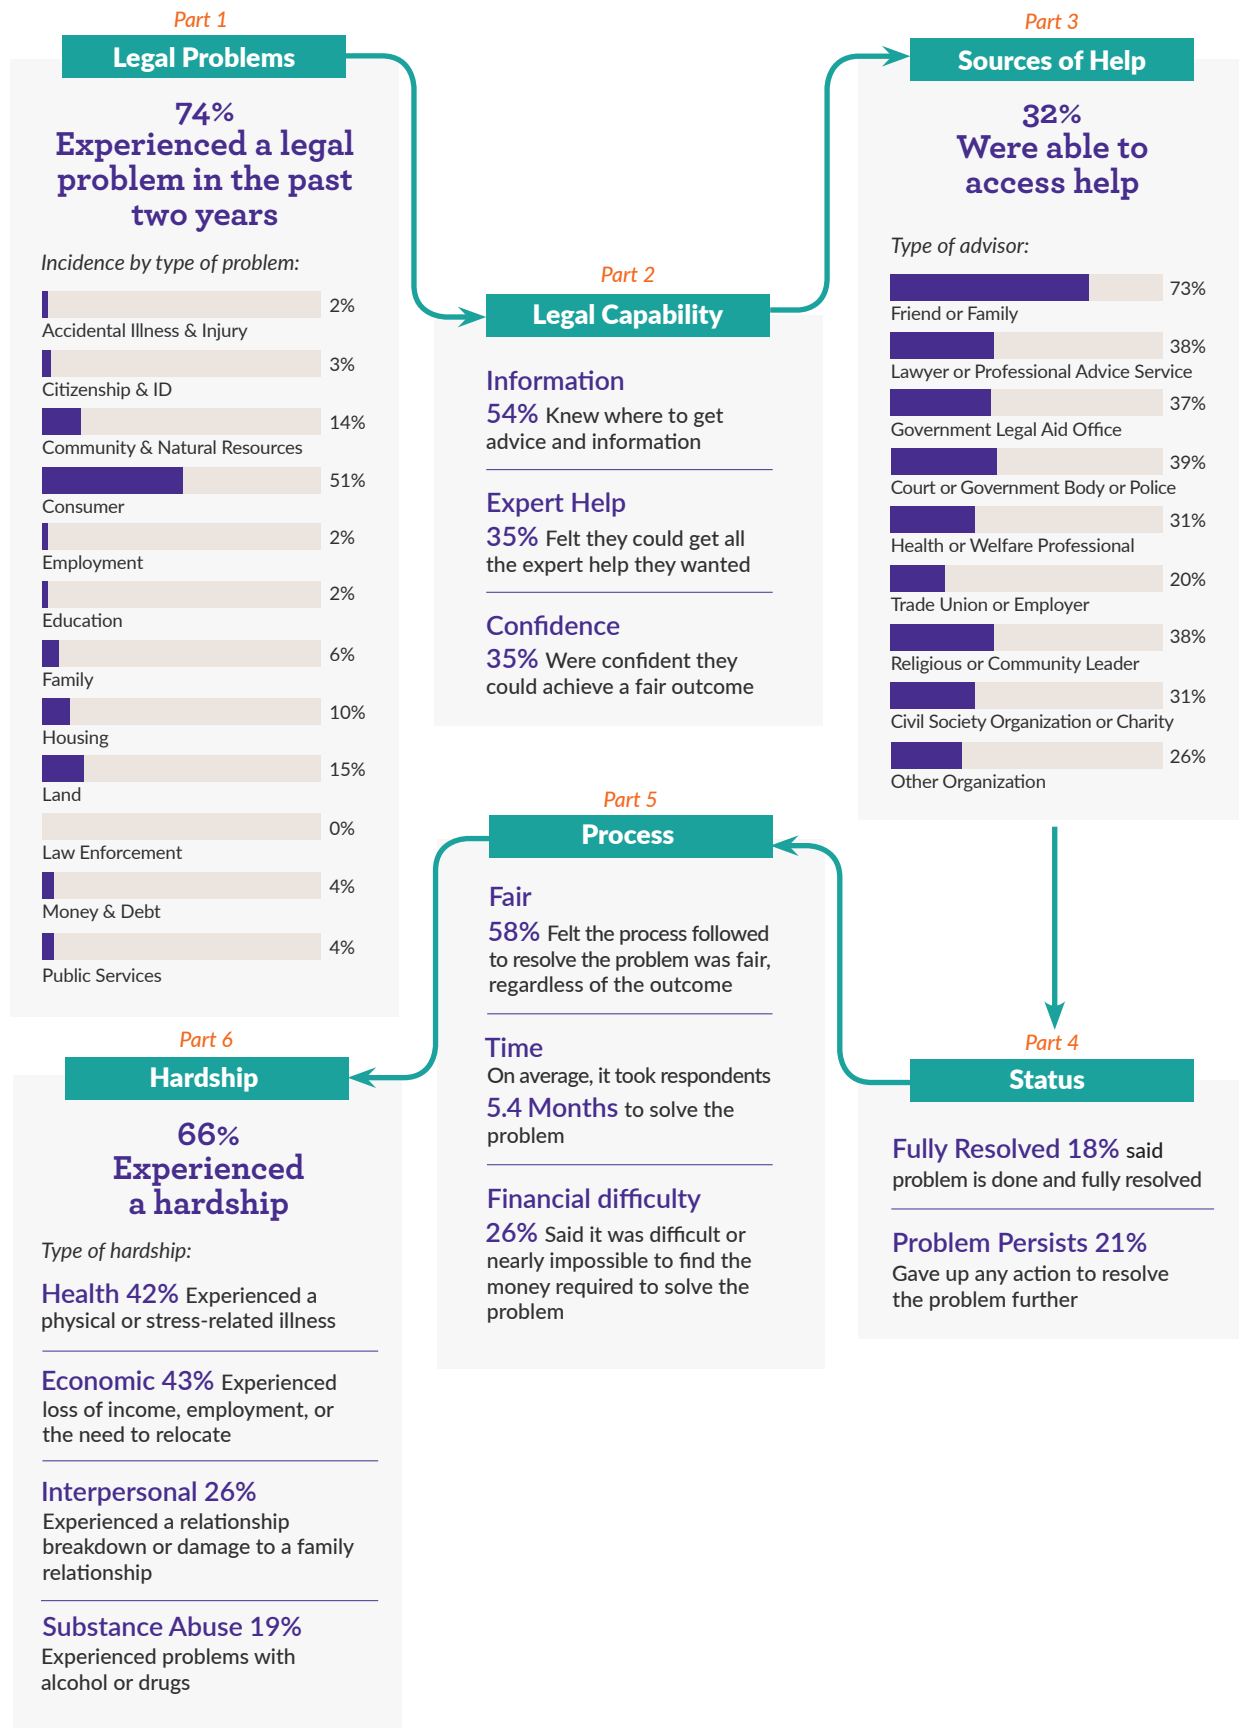 Part 1
Legal Problems
74%
Experienced a legal
problem in the past
two years
Incidence by type of problem:
2%
Accidental Illness & Injury
3%
Citizenship & ID
14%
Community & Natural Resources
51%
Consumer
2%
Employment
2%
Education
6%
Family
10%
Housing
15%
Land
0%
Law Enforcement
4%
Money & Debt
4%
Public Services
Part 2
Legal Capability
Information
54% Knew where to get
advice and information
Expert Help
35% Felt they could get all
the expert help they wanted
Confidence
35% Were confident they
could achieve a fair outcome
Part 3
Sources of Help
32%
Were able to
access help
Type of advisor:
73%
Friend or Family
38%
Lawyer or Professional Advice Service
37%
Government Legal Aid Office
39%
Court or Government Body or Police
31%
Health or Welfare Professional
20%
Trade Union or Employer
38%
Religious or Community Leader
31%
Civil Society Organization or Charity
26%
Other Organization
Part 4
Status
Fully Resolved 18% said
problem is done and fully resolved
Problem Persists 21%
Gave up any action to resolve
the problem further
Part 5
Process
Fair
58% Felt the process followed
to resolve the problem was fair,
regardless of the outcome
Time
On average, it took respondents
5.4 Months to solve the
problem
Financial difficulty
26% Said it was difficult or
nearly impossible to find the
money required to solve the
problem
Part 6
Hardship
66%
Experienced
a hardship
Type of hardship:
Health 42% Experienced a
physical or stress-related illness
Economic 43% Experienced
loss of income, employment, or
the need to relocate
Interpersonal 26%
Experienced a relationship
breakdown or damage to a family
relationship
Substance Abuse 19%
Experienced problems with
alcohol or drugs